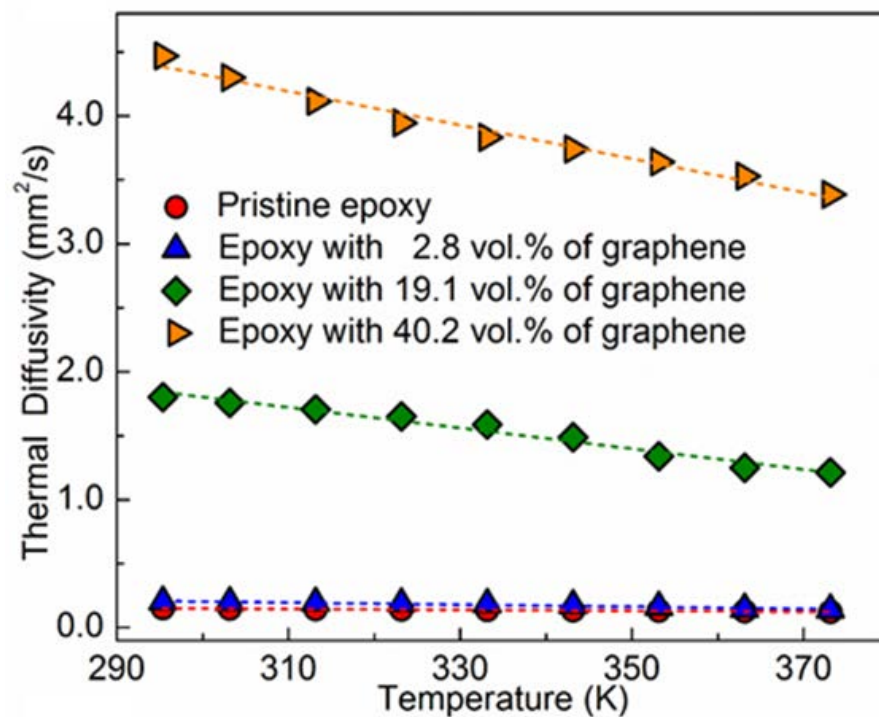 Thermal Diffusivity (mm²/s)
4.0
3.0
2.0
1.0
0.0
Pristine epoxy
Epoxy with 2.8 vol.% of graphene
Epoxy with 19.1 vol.% of graphene
Epoxy with 40.2 vol.% of graphene
290 310 330 350 370
Temperature (K)